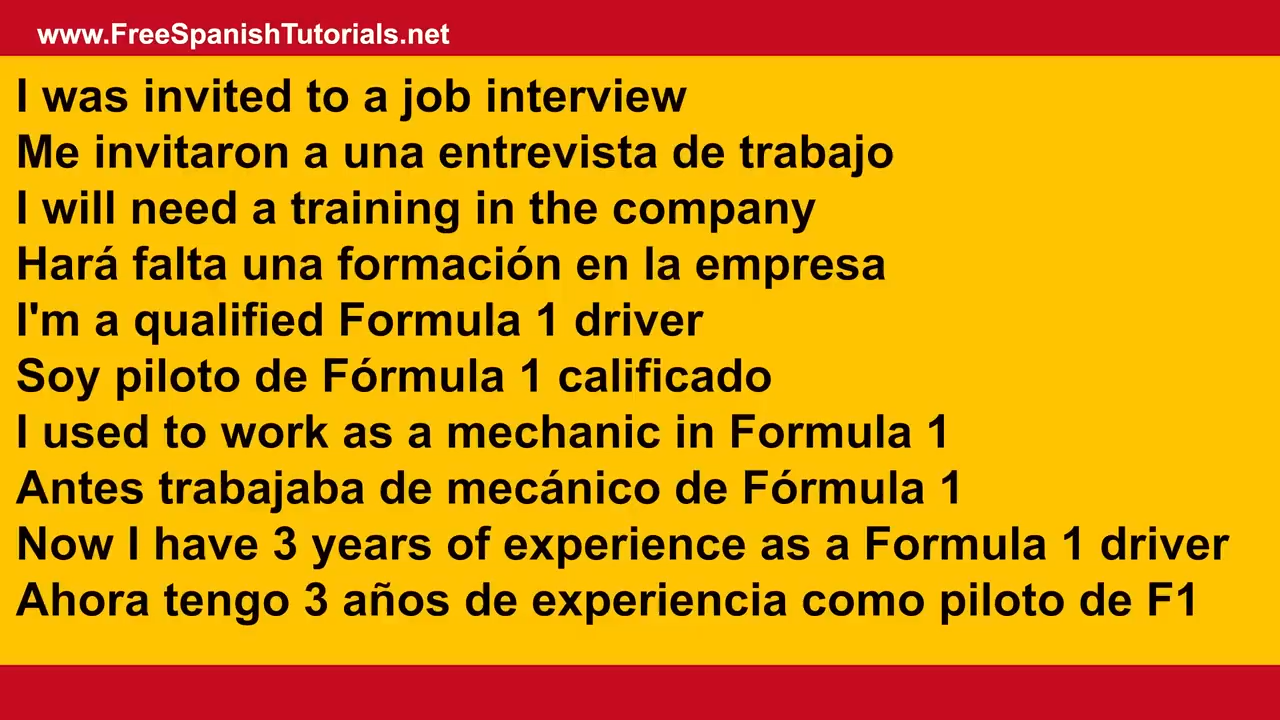 www.FreeSpanishTutorials.net
I was invited to a job interview
Me invitaron a una entrevista de trabajo
I will need a training in the company
Hará falta una formación en la empresa
I'm a qualified Formula 1 driver
Soy piloto de Fórmula 1 calificado
I used to work as a mechanic in Formula 1
Antes trabajaba de mecánico de Fórmula 1
Now I have 3 years of experience as a Formula 1 driver
Ahora tengo 3 años de experiencia como piloto de F1